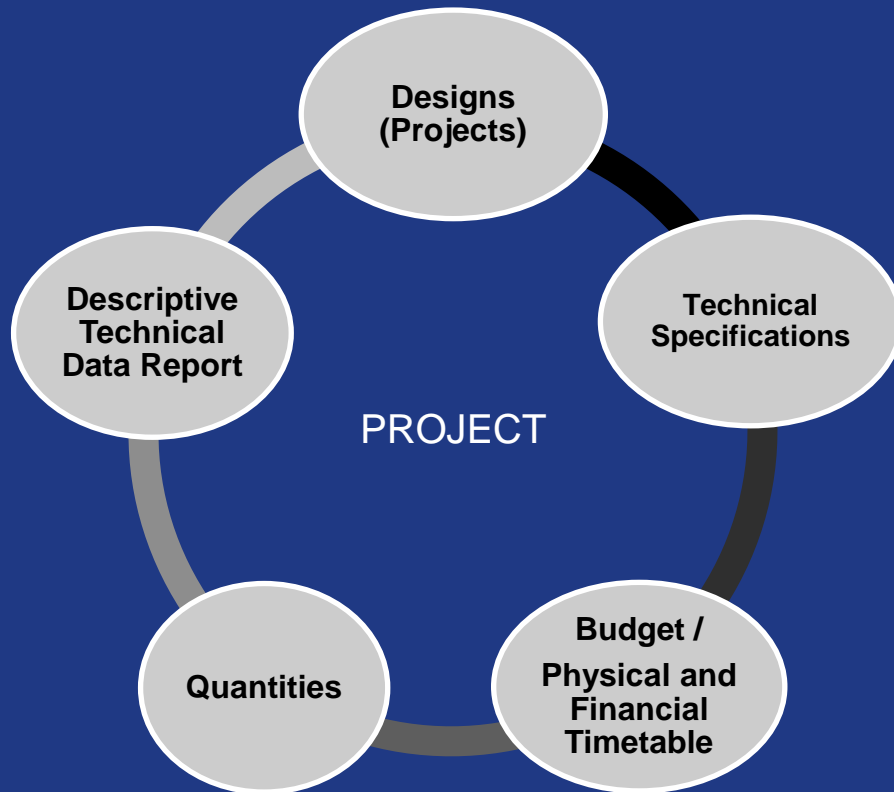 Designs
(Projects)
Technical
Specifications
Budget /
Physical and
Financial
Timetable
Quantities
Descriptive
Technical
Data Report
PROJECT